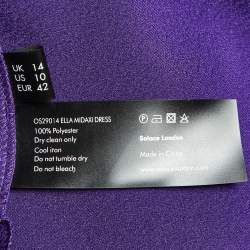 UK 14
US 10
EUR 42
OS29014 ELLA MIDAXI DRESS
100% Polyester
Dry clean only
Cool iron
Do not tumble dry
Do not bleach
Solace London
Made in China